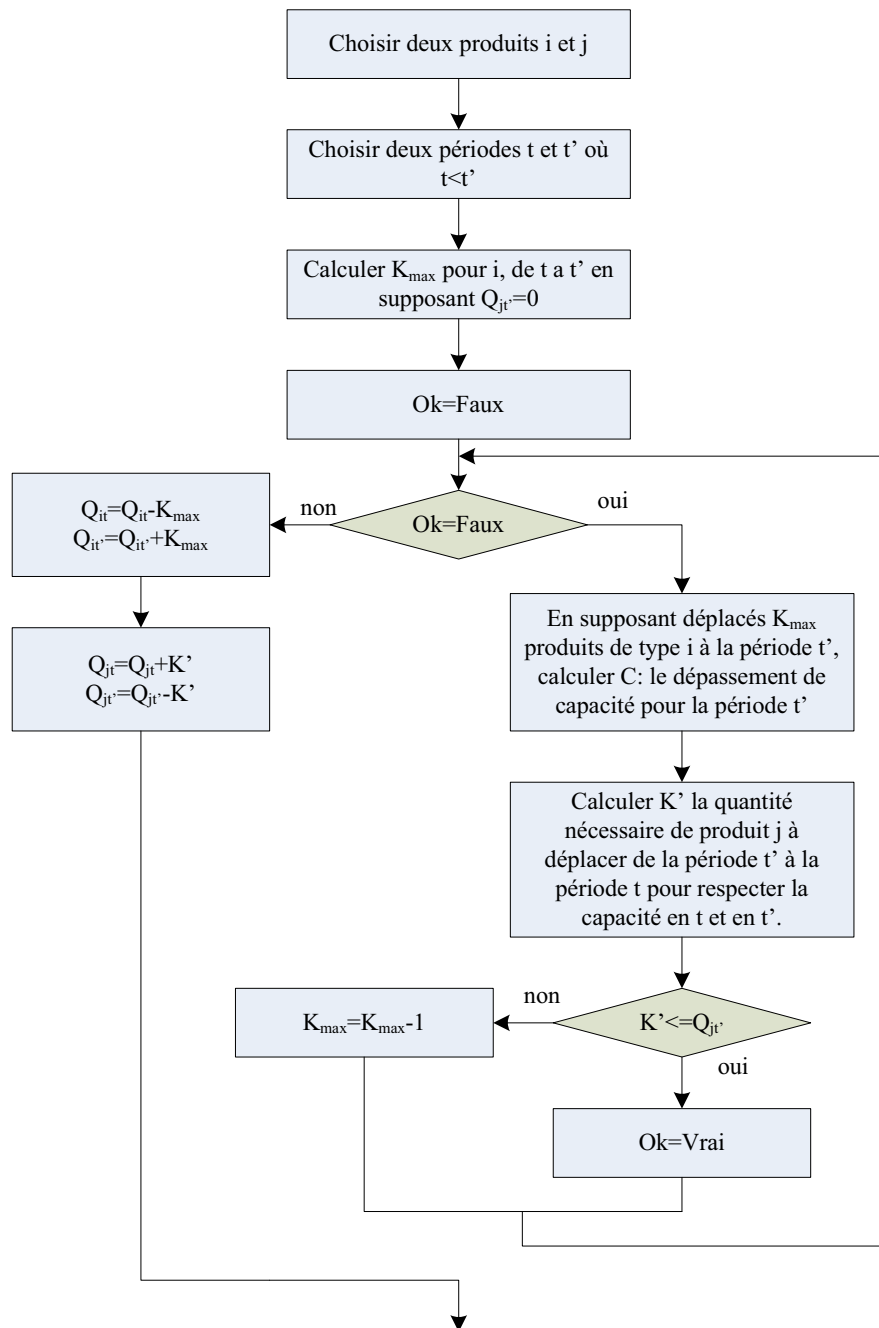 Choisir deux produits i et j
Choisir deux périodes t et t’ où
t<t’
Calculer Kmax pour i, de t a t’ en
supposant Qjt’=0
Ok=Faux
Ok=Faux
non
oui
Qit=Qit-Kmax
Qit’=Qit’+Kmax
Qjt=Qjt+K’
Qjt’=Qjt’-K’
En supposant déplacés Kmax
produits de type i à la période t’,
calculer C: le dépassement de
capacité pour la période t’
Calculer K’ la quantité
nécessaire de produit j à
déplacer de la période t’ à la
période t pour respecter la
capacité en t et en t’.
K’<=Qjt’
non
oui
Kmax=Kmax-1
Ok=Vrai